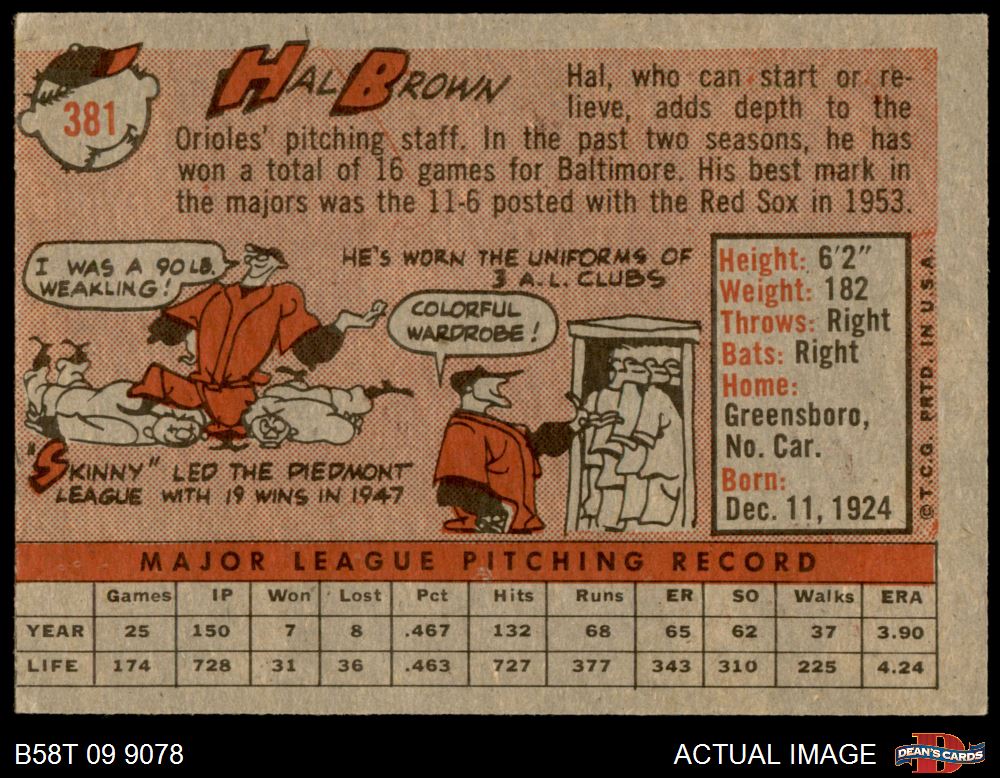 381
HAL BROWN
Hal, who can start or re-
lieve, adds depth to the
Orioles' pitching staff. In the past two seasons, he has
won a total of 16 games for Baltimore. His best mark in
the majors was the 11-6 posted with the Red Sox in 1953.
I WAS A 90 LB.
WEAKLING!
"SKINNY" LED THE PIEDMONT
LEAGUE WITH 19 WINS IN 1947
HE'S WORN THE UNIFORMS OF
3 A.L. CLUBS
COLORFUL
WARDROBE!
Height: 6'2"
Weight: 182
Throws: Right
Bats: Right
Home:
Greensboro,
No. Car.
Born:
Dec. 11, 1924
© T.C.G. PRTD. IN U.S.A.
MAJOR LEAGUE PITCHING RECORD
Games IP Won Lost Pct Hits Runs ER SO Walks ERA
YEAR 25 150 7 8 .467 132 68 65 62 37 3.90
LIFE 174 728 31 36 .463 727 377 343 310 225 4.24
B58T 09 9078
ACTUAL IMAGE
D
DEAN'S CARDS